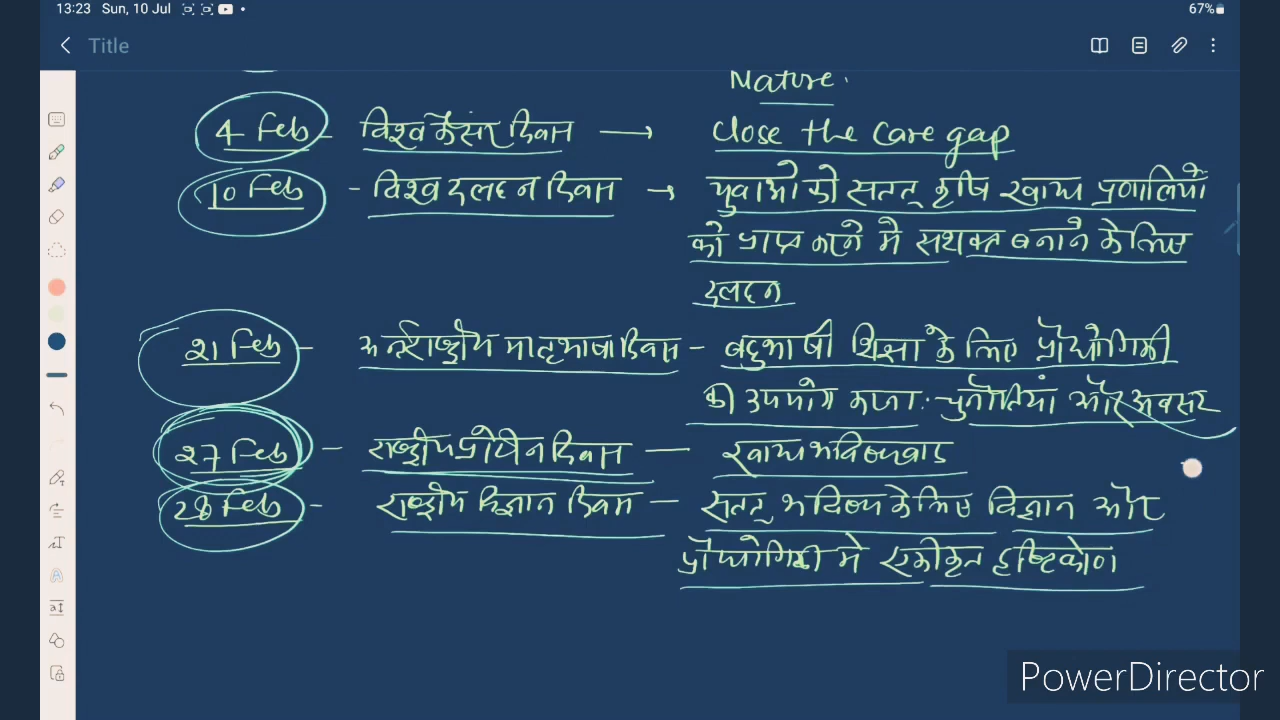 13:23 Sun, 10 Jul 67%
Title
Nature.
4 Feb विश्व कैंसर दिवस → Close the Care gap
10 Feb - विश्व दलहन दिवस → युवाओ को सतत् कृषि खाद्य प्रणालियों
को प्राप्त करने मे सशक्त बनाने के लिए
दलहन
21 Feb - अन्तर्राष्ट्रीय मातृभाषा दिवस - बहुभाषी शिक्षा के लिए प्रौद्योगिकी
का उपयोग करना: चुनौतियां और अवसर
27 Feb - राष्ट्रीय प्रोटीन दिवस - खाद्य भविष्यवाद
28 Feb - राष्ट्रीय विज्ञान दिवस - सतत् भविष्य के लिए विज्ञान और
प्रौद्योगिकी मे एकीकृत दृष्टिकोण
PowerDirector